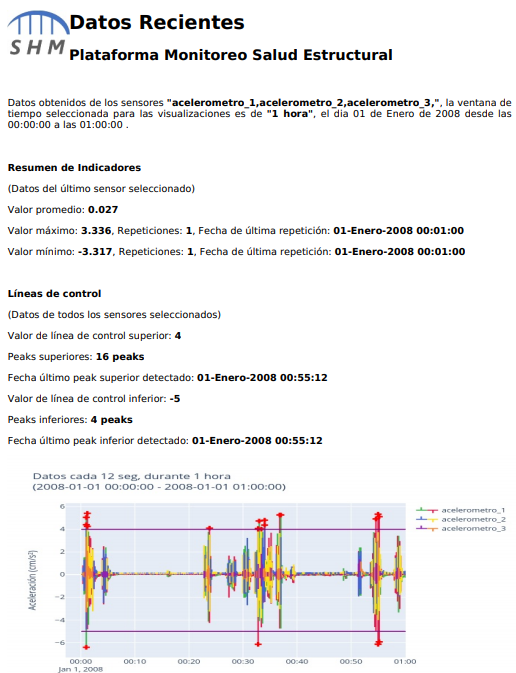 SHM
Datos Recientes
Plataforma Monitoreo Salud Estructural
Datos obtenidos de los sensores "acelerometro_1,acelerometro_2,acelerometro_3,", la ventana de
tiempo seleccionada para las visualizaciones es de "1 hora", el dia 01 de Enero de 2008 desde las
00:00:00 a las 01:00:00 .
Resumen de Indicadores
(Datos del último sensor seleccionado)
Valor promedio: 0.027
Valor máximo: 3.336, Repeticiones: 1, Fecha de última repetición: 01-Enero-2008 00:01:00
Valor mínimo: -3.317, Repeticiones: 1, Fecha de última repetición: 01-Enero-2008 00:01:00
Líneas de control
(Datos de todos los sensores seleccionados)
Valor de línea de control superior: 4
Peaks superiores: 16 peaks
Fecha último peak superior detectado: 01-Enero-2008 00:55:12
Valor de línea de control inferior: -5
Peaks inferiores: 4 peaks
Fecha último peak inferior detectado: 01-Enero-2008 00:55:12
Datos cada 12 seg, durante 1 hora
(2008-01-01 00:00:00 - 2008-01-01 01:00:00)
6
4
2
0
−2
−4
−6
Aceleración (cm/s²)
00:00 00:10 00:20 00:30 00:40 00:50 01:00
Jan 1, 2008
acelerometro_1
acelerometro_2
acelerometro_3